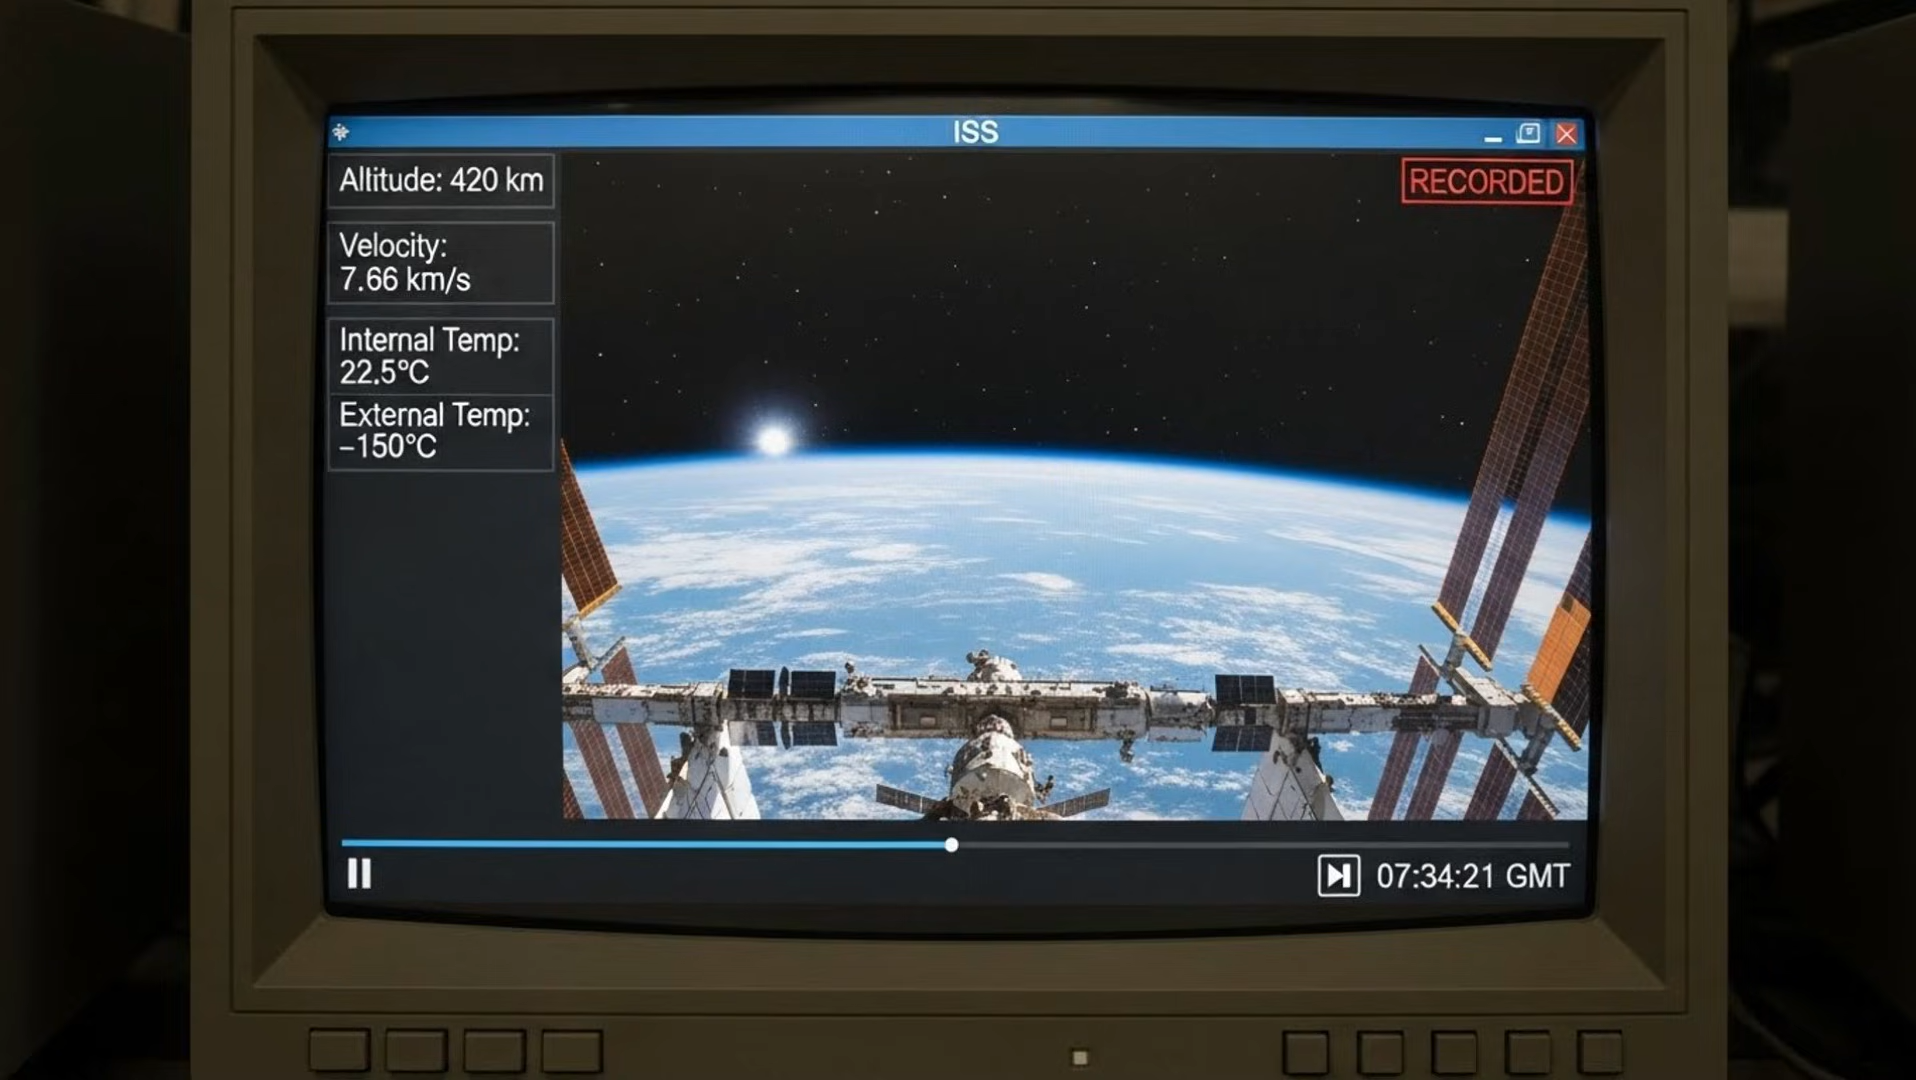 ISS
Altitude: 420 km
RECORDED
Velocity:
7.66 km/s
Internal Temp:
22.5°C
External Temp:
–150°C
07:34:21 GMT